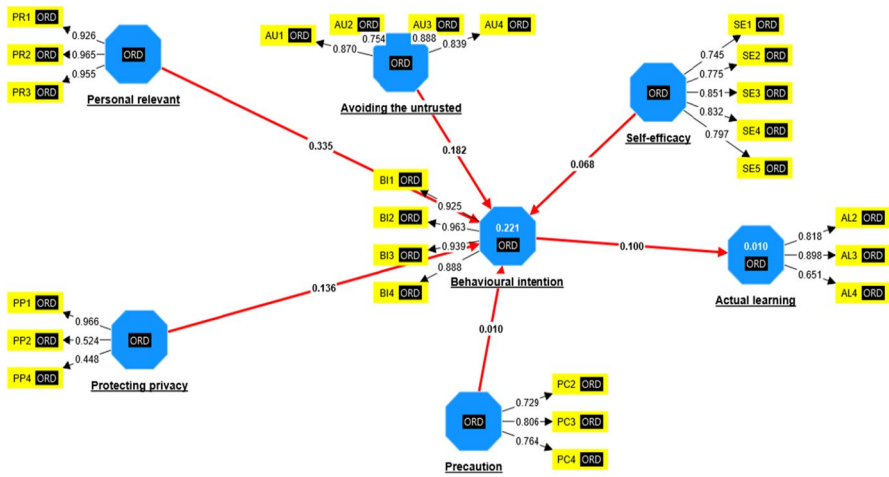 PR1 ORD
PR2 ORD
PR3 ORD
0.926
0.965
0.955
ORD
Personal relevant
AU1 ORD
AU2 ORD
AU3 ORD
AU4 ORD
0.870
0.754
0.888
0.839
ORD
Avoiding the untrusted
SE1 ORD
SE2 ORD
SE3 ORD
SE4 ORD
SE5 ORD
0.745
0.775
0.851
0.832
0.797
ORD
Self-efficacy
0.335
0.182
0.068
BI1 ORD
BI2 ORD
BI3 ORD
BI4 ORD
0.925
0.963
0.939
0.888
0.221
ORD
Behavioural intention
0.100
0.010
ORD
Actual learning
AL2 ORD
AL3 ORD
AL4 ORD
0.818
0.898
0.651
0.136
PP1 ORD
PP2 ORD
PP4 ORD
0.966
0.524
0.448
ORD
Protecting privacy
0.010
ORD
Precaution
PC2 ORD
PC3 ORD
PC4 ORD
0.729
0.806
0.764